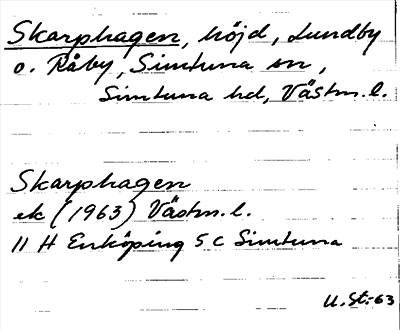 Skarphagen, höjd, Lundby
o. Råby, Simtuna sn,
Simtuna hd, Västm. l.
Skarphagen
ek (1963) Västm. l.
11 H Enköping 5 c Simtuna
U. St. -63